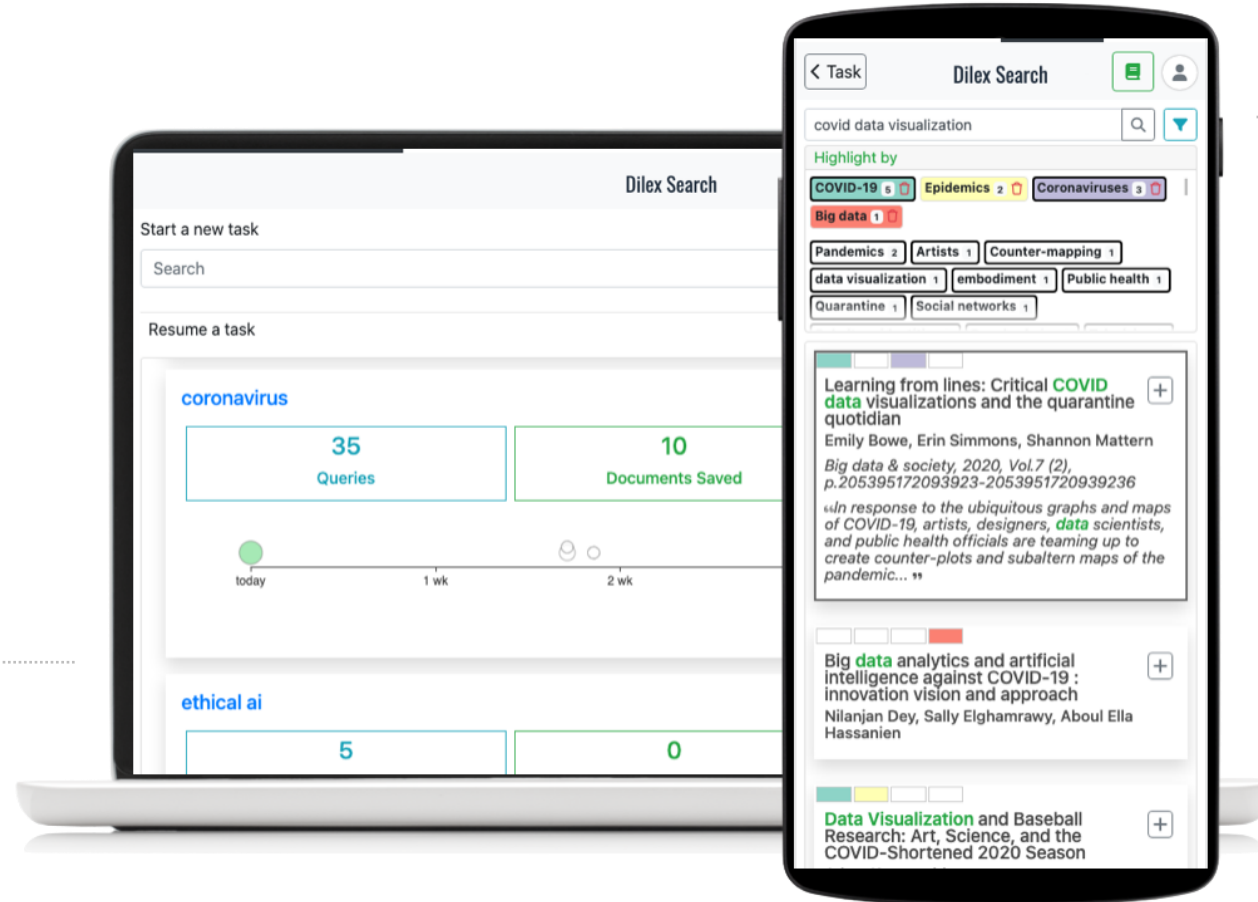 Dilex Search
Start a new task
Search
Resume a task
coronavirus
35
Queries
10
Documents Saved
today
1 wk
2 wk
ethical ai
5
0
Task
Dilex Search
covid data visualization
Highlight by
COVID-19 5 Epidemics 2 Coronaviruses 3
Big data 1
Pandemics 2 Artists 1 Counter-mapping 1
data visualization 1 embodiment 1 Public health 1
Quarantine 1 Social networks 1
Learning from lines: Critical COVID
data visualizations and the quarantine
quotidian
Emily Bowe, Erin Simmons, Shannon Mattern
Big data & society, 2020, Vol.7 (2),
p.205395172093923-2053951720939236
“In response to the ubiquitous graphs and maps
of COVID-19, artists, designers, data scientists,
and public health officials are teaming up to
create counter-plots and subaltern maps of the
pandemic... ”
Big data analytics and artificial
intelligence against COVID-19 :
innovation vision and approach
Nilanjan Dey, Sally Elghamrawy, Aboul Ella
Hassanien
Data Visualization and Baseball
Research: Art, Science, and the
COVID-Shortened 2020 Season